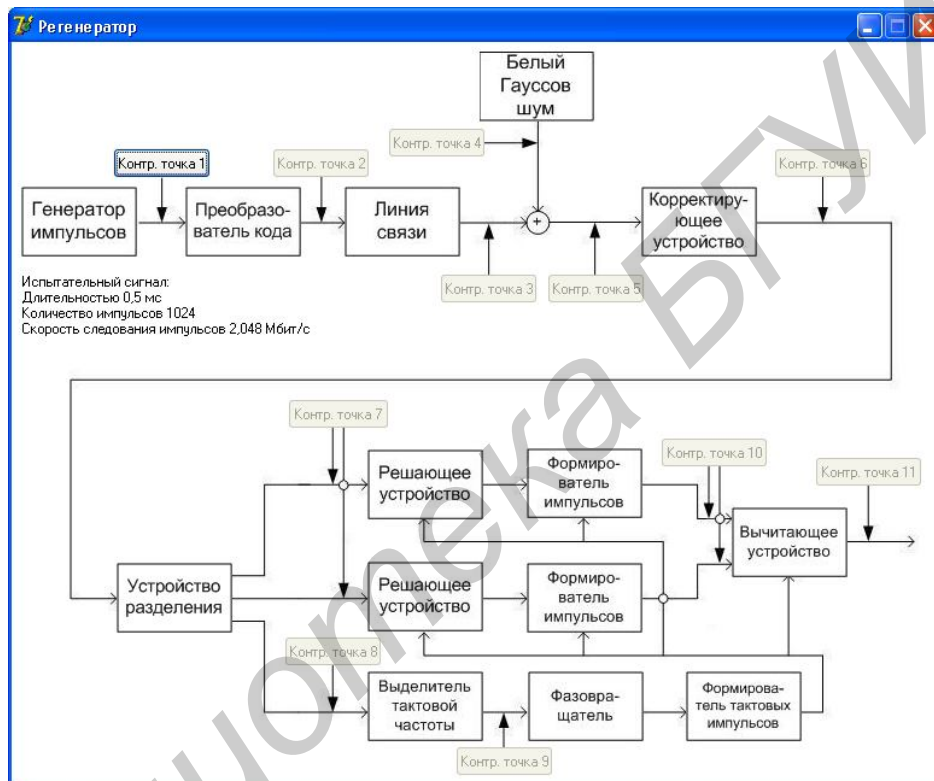 Регенератор
Белый
Гауссов
шум
Контр. точка 4
Контр. точка 1
Контр. точка 2
Контр. точка 6
Генератор
импульсов
Преобразо-
ватель кода
Линия
связи
+
Корректиру-
ющее
устройство
Контр. точка 3
Контр. точка 5
Испытательный сигнал:
Длительностью 0,5 мс
Количество импульсов 1024
Скорость следования импульсов 2,048 Мбит/с
Контр. точка 7
Решающее
устройство
Формиро-
ватель
импульсов
Контр. точка 10
Контр. точка 11
Вычитающее
устройство
Устройство
разделения
Решающее
устройство
Формиро-
ватель
импульсов
Контр. точка 8
Выделитель
тактовой
частоты
Фазовра-
щатель
Формирова-
тель тактовых
импульсов
Контр. точка 9